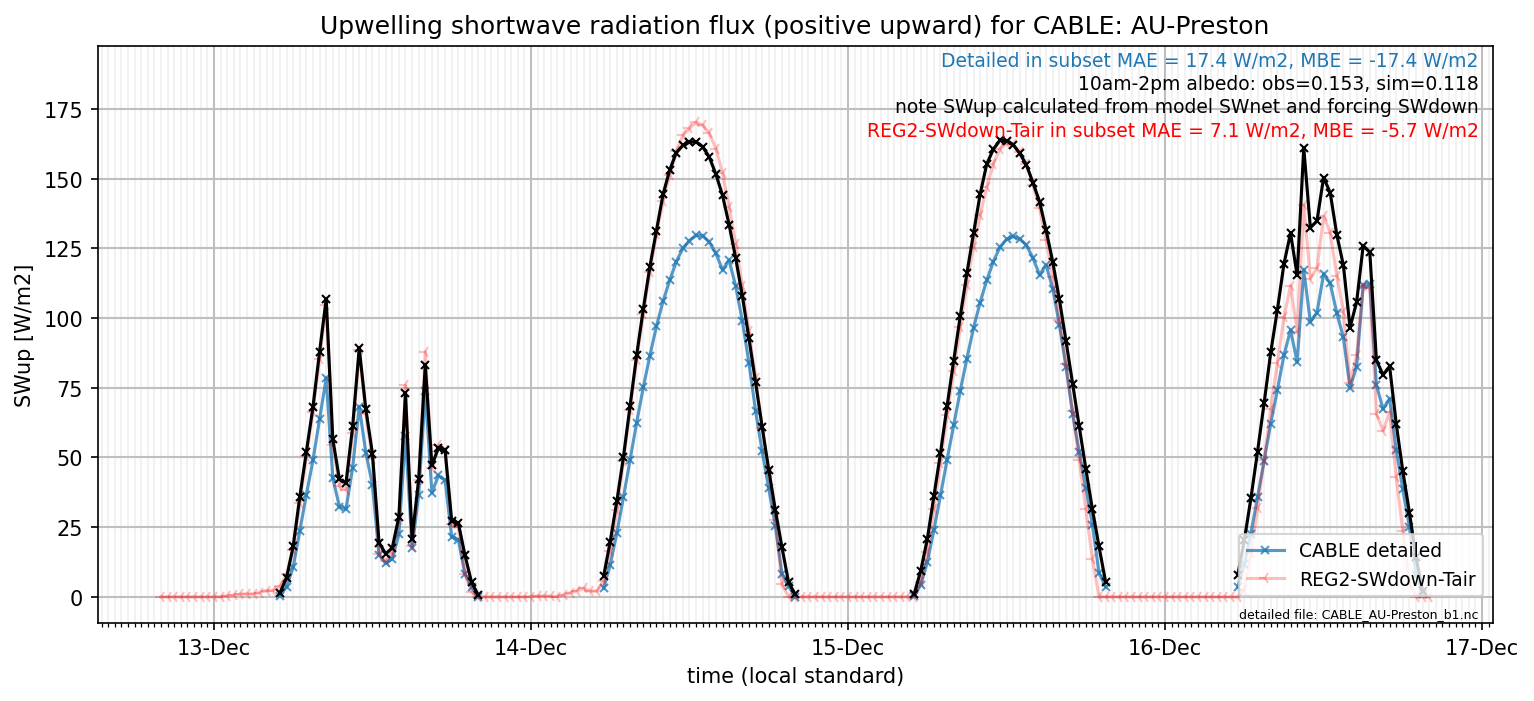 Upwelling shortwave radiation flux (positive upward) for CABLE: AU-Preston
Detailed in subset MAE = 17.4 W/m2, MBE = -17.4 W/m2
10am-2pm albedo: obs=0.153, sim=0.118
note SWup calculated from model SWnet and forcing SWdown
REG2-SWdown-Tair in subset MAE = 7.1 W/m2, MBE = -5.7 W/m2
SWup [W/m2]
175
150
125
100
75
50
25
0
CABLE detailed
REG2-SWdown-Tair
detailed file: CABLE_AU-Preston_b1.nc
13-Dec 14-Dec 15-Dec 16-Dec 17-Dec
time (local standard)